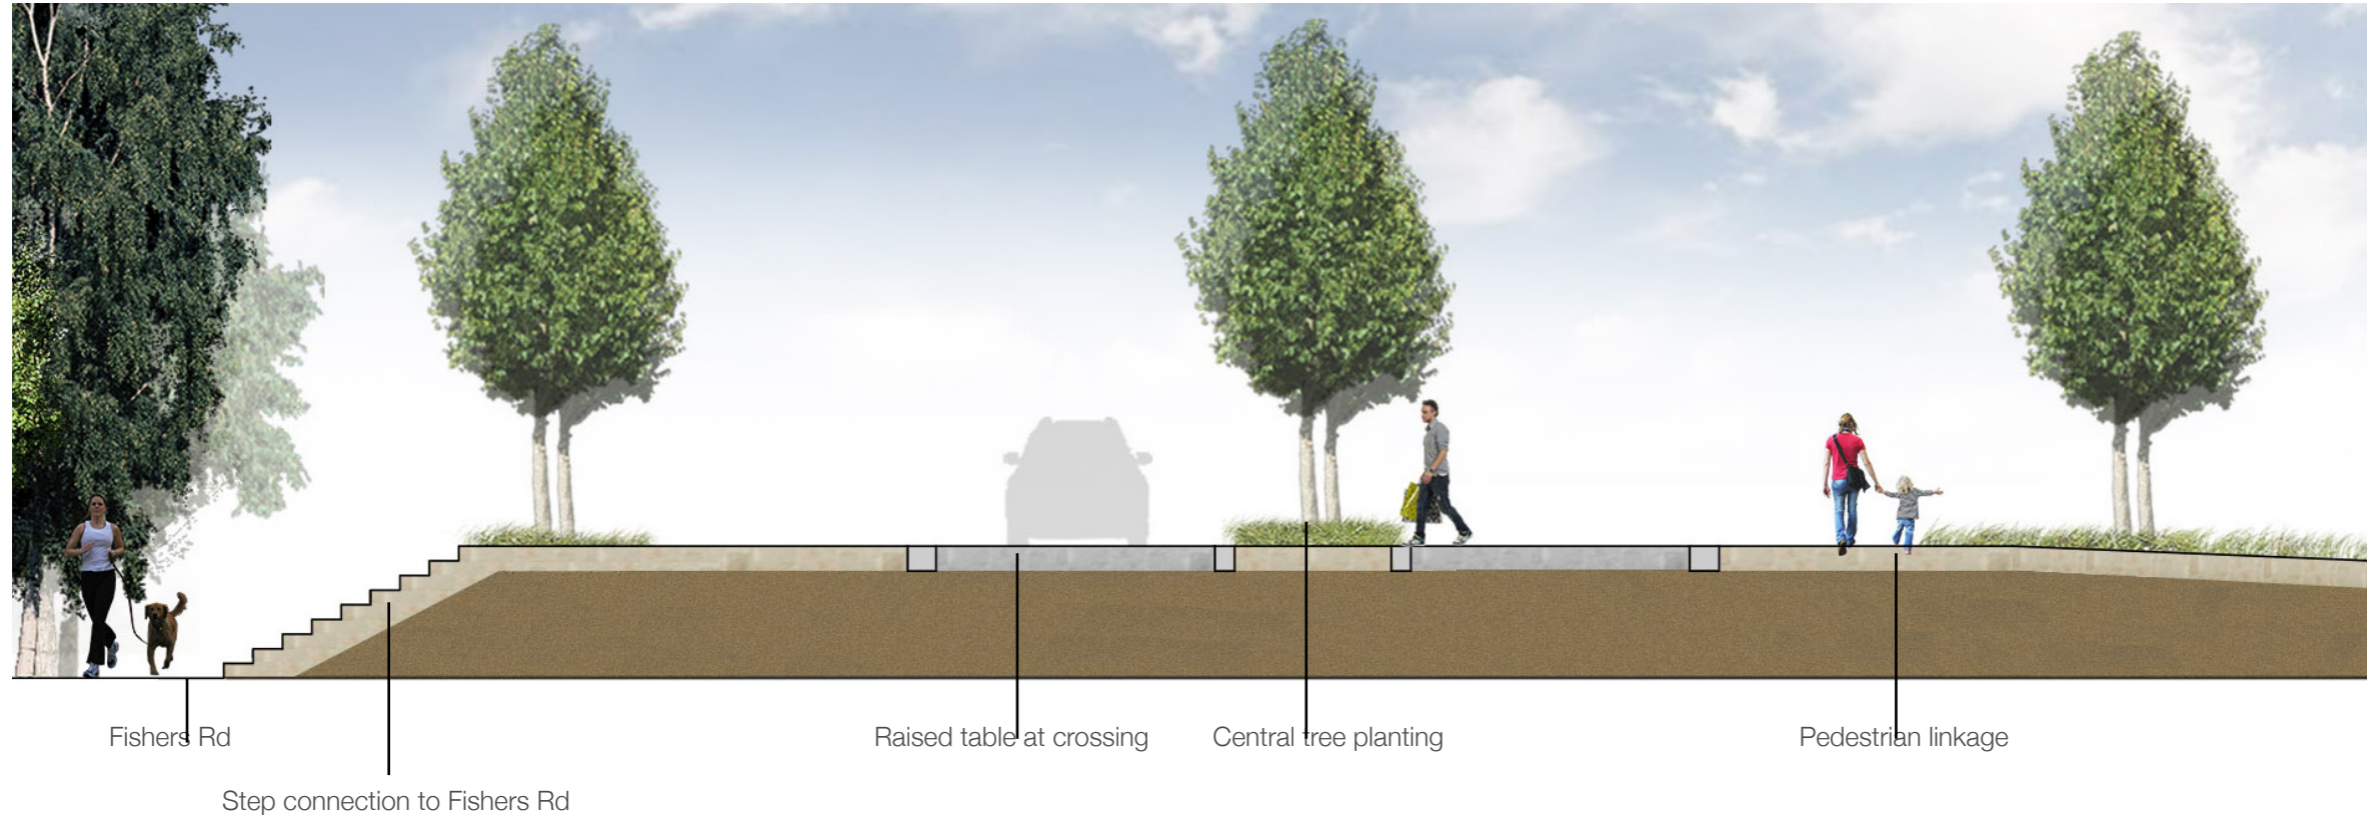 Fishers Rd
Raised table at crossing
Central tree planting
Pedestrian linkage
Step connection to Fishers Rd